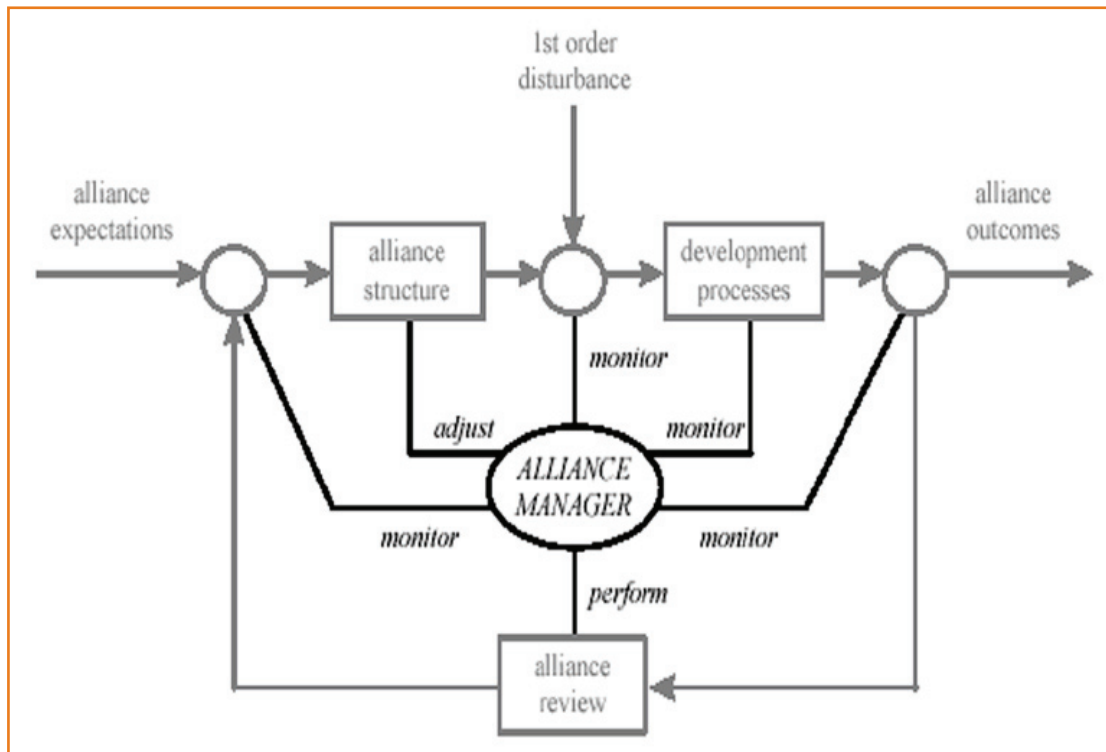 1st order
disturbance
alliance
expectations
alliance
structure
development
processes
alliance
outcomes
monitor
adjust
monitor
ALLIANCE
MANAGER
monitor
monitor
perform
alliance
review